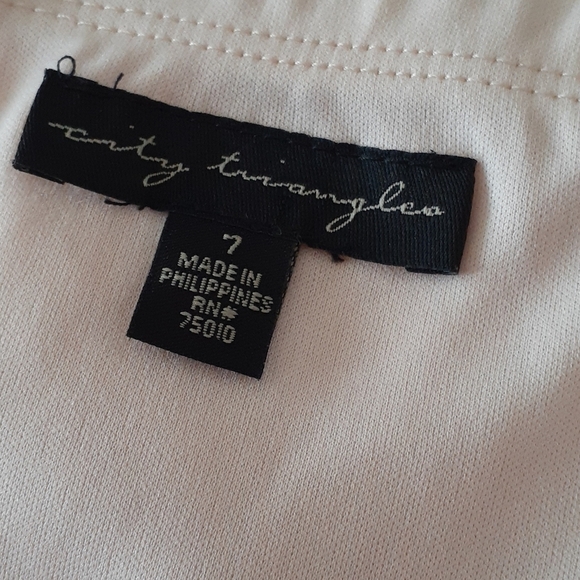 city triangles
7
MADE IN
PHILIPPINES
RN#
75010